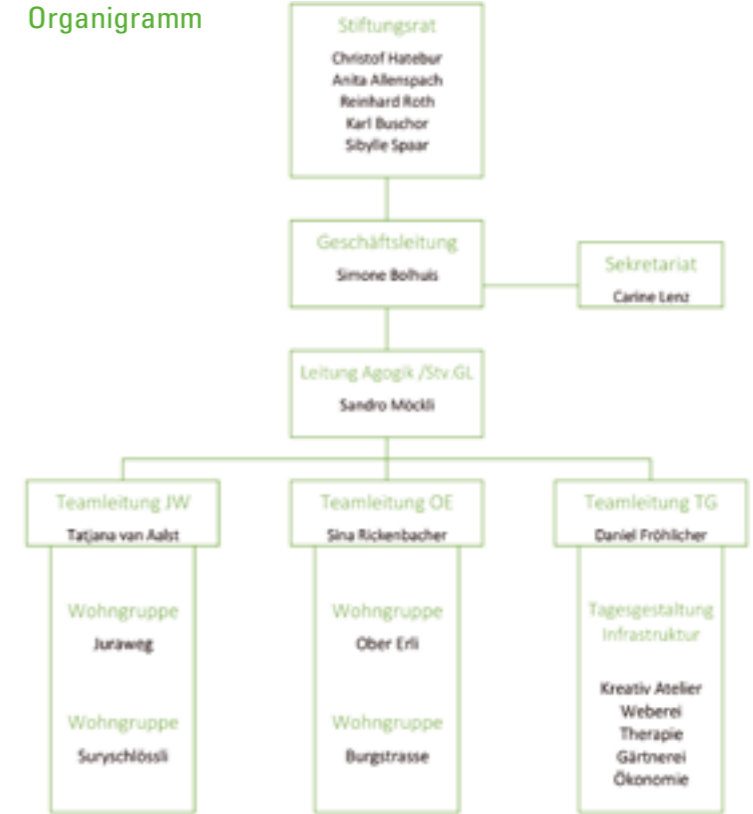 Organigramm
Stiftungsrat
Christof Hatebur
Anita Allenspach
Reinhard Roth
Karl Buschor
Sibylle Spaar
Geschäftsleitung
Simone Bolhuis
Sekretariat
Carine Lenz
Leitung Agogik /Stv.GL
Sandro Möckli
Teamleitung JW
Tatjana van Aalst
Wohngruppe
Juraweg
Wohngruppe
Suryschlössli
Teamleitung OE
Sina Rickenbacher
Wohngruppe
Ober Erli
Wohngruppe
Burgstrasse
Teamleitung TG
Daniel Fröhlicher
Tagesgestaltung
Infrastruktur
Kreativ Atelier
Weberei
Therapie
Gärtnerei
Ökonomie